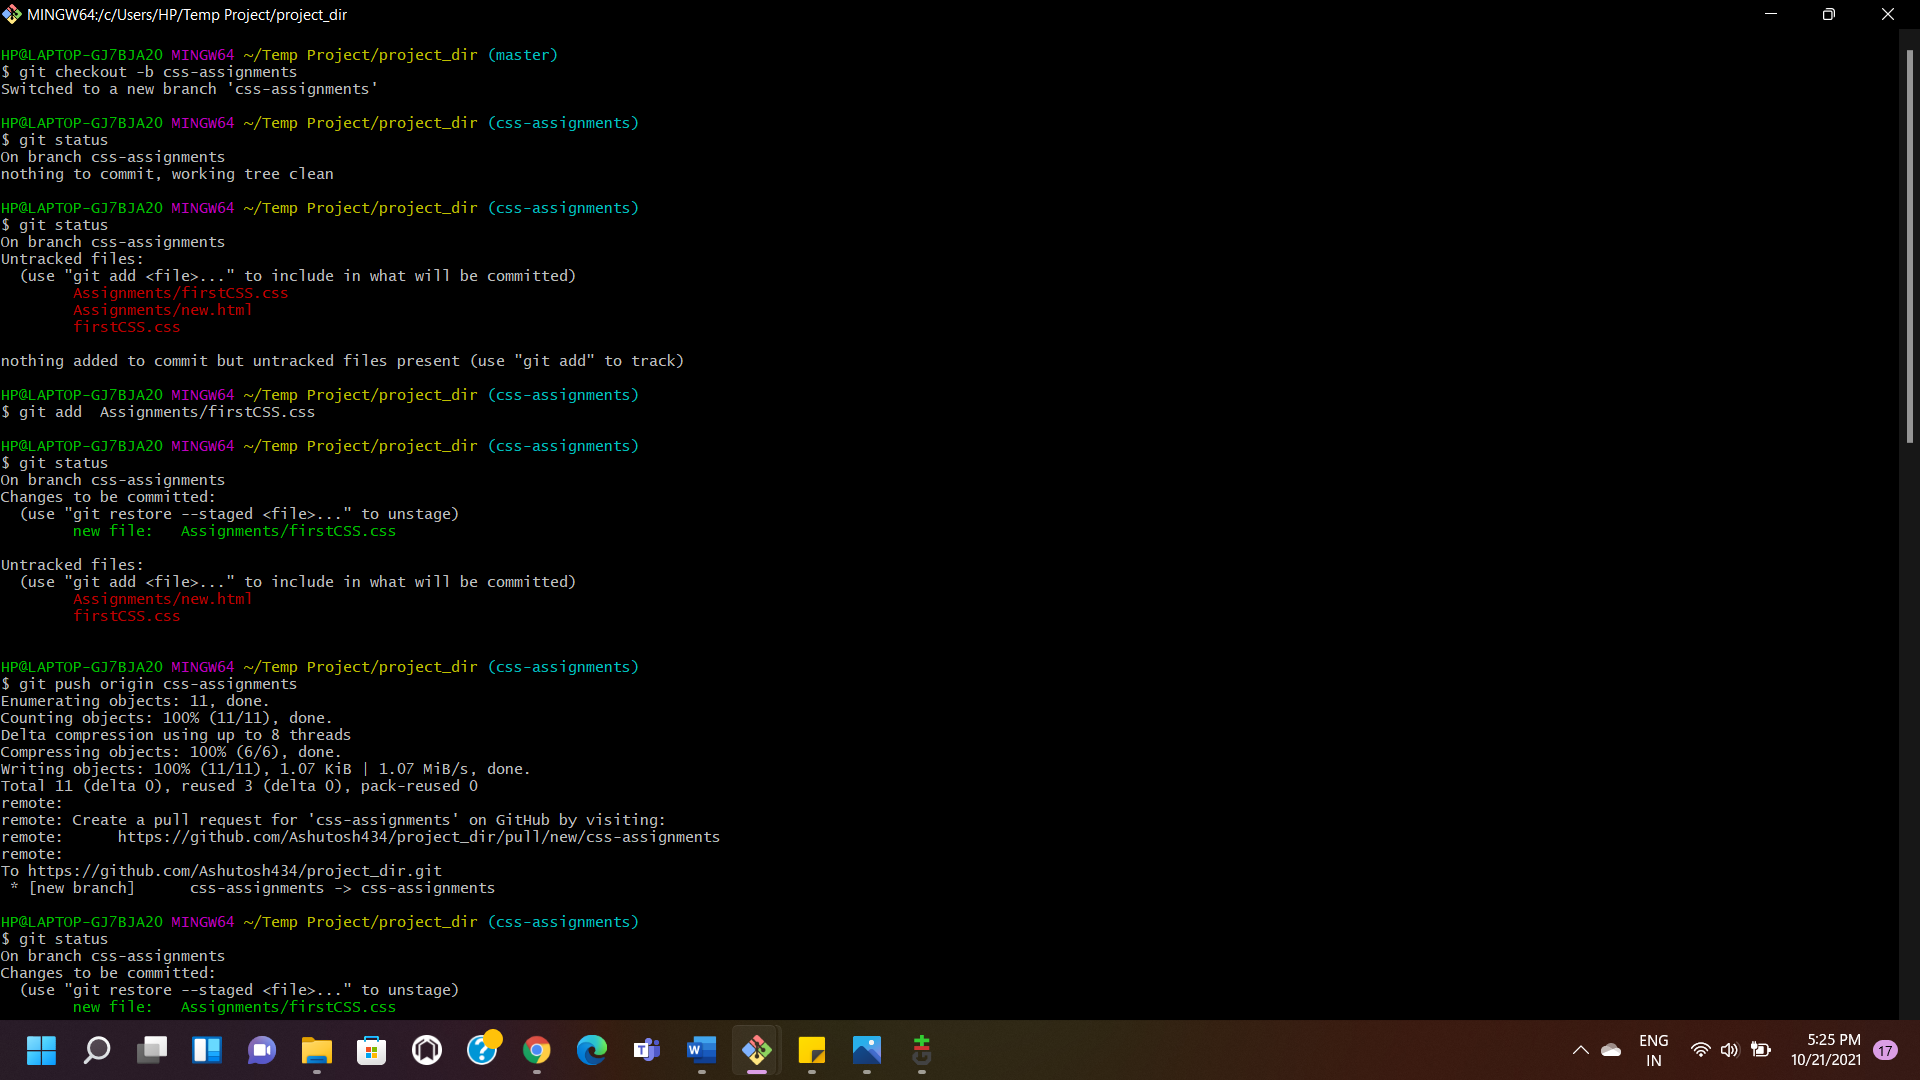 MINGW64:/c/Users/HP/Temp Project/project_dir
HP@LAPTOP-GJ7BJA2O MINGW64 ~/Temp Project/project_dir (master)
$ git checkout -b css-assignments
Switched to a new branch 'css-assignments'
HP@LAPTOP-GJ7BJA2O MINGW64 ~/Temp Project/project_dir (css-assignments)
$ git status
On branch css-assignments
nothing to commit, working tree clean
HP@LAPTOP-GJ7BJA2O MINGW64 ~/Temp Project/project_dir (css-assignments)
$ git status
On branch css-assignments
Untracked files:
  (use "git add <file>..." to include in what will be committed)
        Assignments/firstCSS.css
        Assignments/new.html
        firstCSS.css
nothing added to commit but untracked files present (use "git add" to track)
HP@LAPTOP-GJ7BJA2O MINGW64 ~/Temp Project/project_dir (css-assignments)
$ git add  Assignments/firstCSS.css
HP@LAPTOP-GJ7BJA2O MINGW64 ~/Temp Project/project_dir (css-assignments)
$ git status
On branch css-assignments
Changes to be committed:
  (use "git restore --staged <file>..." to unstage)
        new file:   Assignments/firstCSS.css
Untracked files:
  (use "git add <file>..." to include in what will be committed)
        Assignments/new.html
        firstCSS.css
HP@LAPTOP-GJ7BJA2O MINGW64 ~/Temp Project/project_dir (css-assignments)
$ git push origin css-assignments
Enumerating objects: 11, done.
Counting objects: 100% (11/11), done.
Delta compression using up to 8 threads
Compressing objects: 100% (6/6), done.
Writing objects: 100% (11/11), 1.07 KiB | 1.07 MiB/s, done.
Total 11 (delta 0), reused 3 (delta 0), pack-reused 0
remote:
remote: Create a pull request for 'css-assignments' on GitHub by visiting:
remote:      https://github.com/Ashutosh434/project_dir/pull/new/css-assignments
remote:
To https://github.com/Ashutosh434/project_dir.git
 * [new branch]      css-assignments -> css-assignments
HP@LAPTOP-GJ7BJA2O MINGW64 ~/Temp Project/project_dir (css-assignments)
$ git status
On branch css-assignments
Changes to be committed:
  (use "git restore --staged <file>..." to unstage)
        new file:   Assignments/firstCSS.css
ENG
IN
5:25 PM
10/21/2021
17